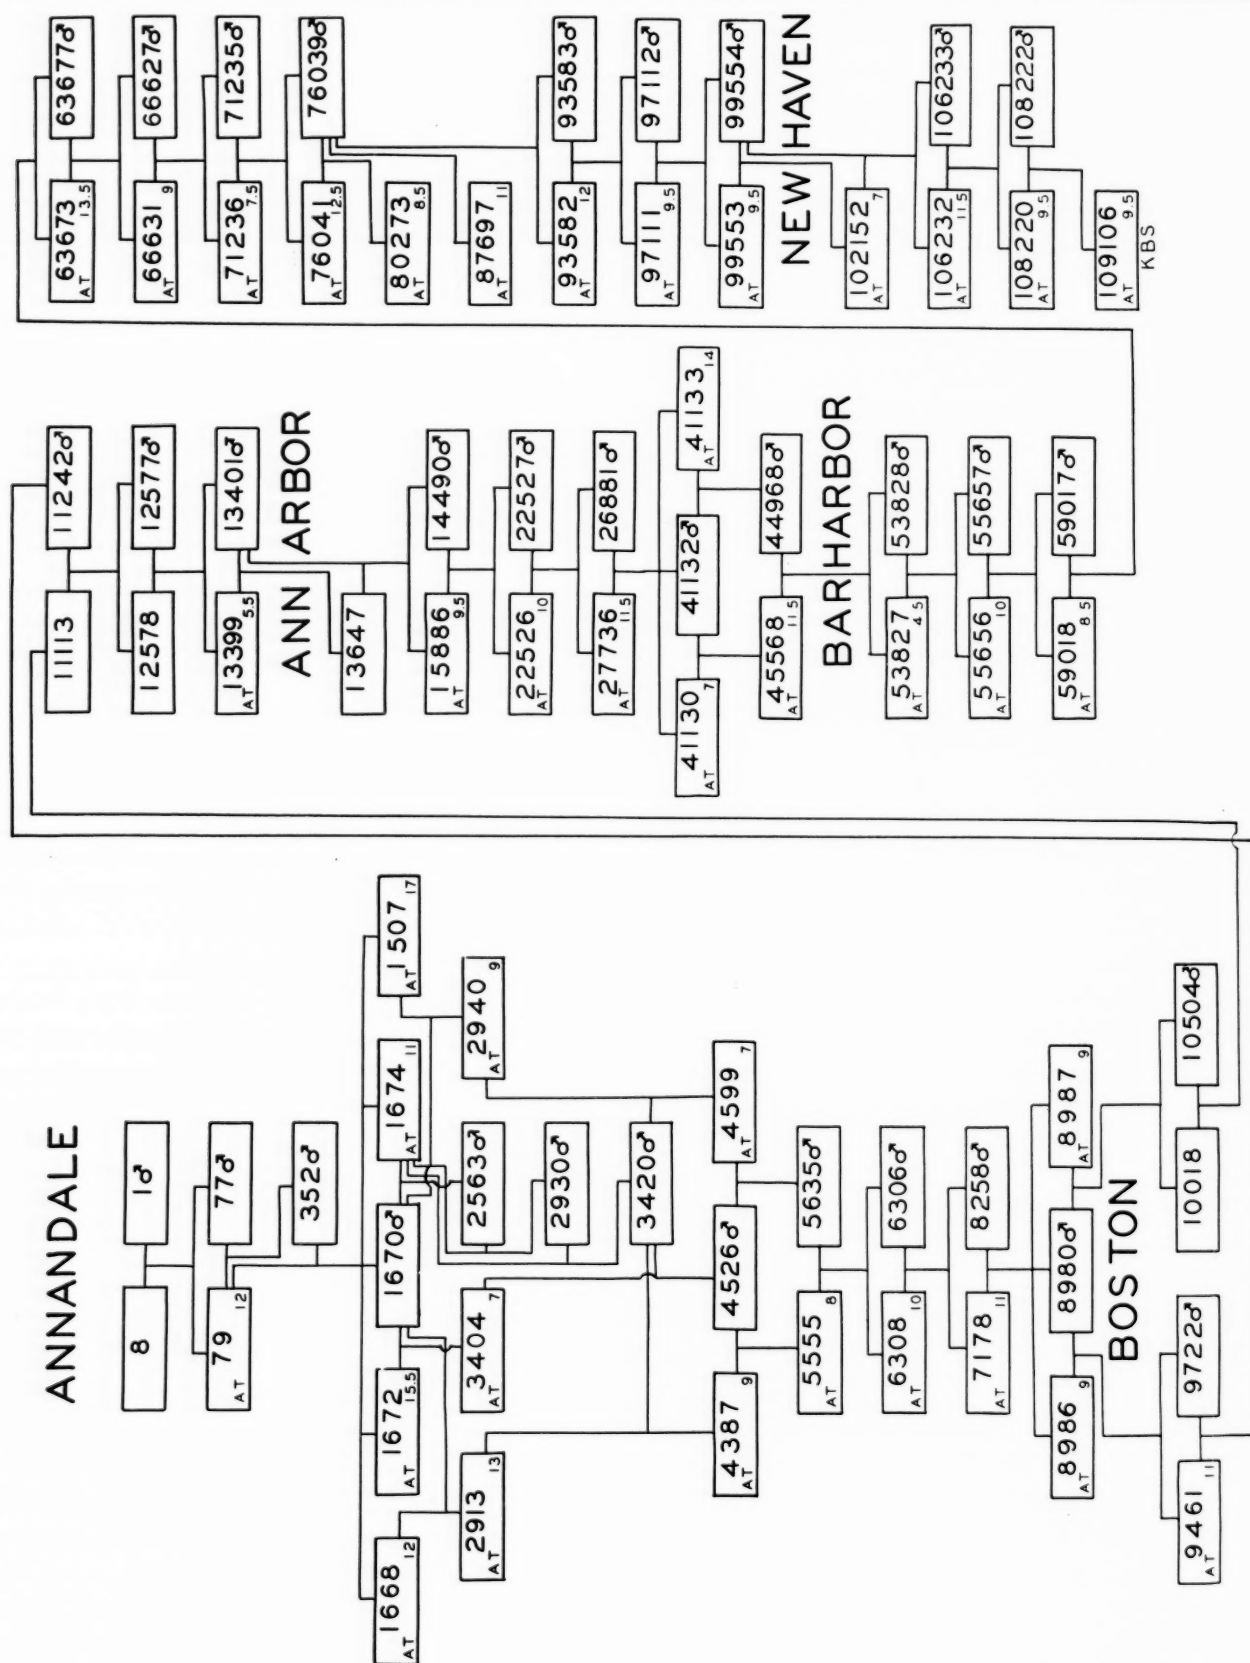 ANNANDALE
8
1♂
79
AT
12
77♂
352♂
1668
AT
12
1672
AT
15.5
1670♂
1674
AT
11
1507
AT
17
2913
AT
13
3404
AT
7
2563♂
2940
AT
9
2930♂
3420♂
4387
AT
9
4526♂
4599
AT
7
5555
AT
8
5635♂
6308
AT
10
6306♂
7178
AT
11
8258♂
8986
AT
9
8980♂
8987
AT
9
BOSTON
9461
AT
11
9722♂
10018
10504♂
11113
11242♂
12578
12577♂
13399
AT
5.5
13401♂
ANN ARBOR
13647
15886
AT
9.5
14490♂
22526
AT
10
22527♂
27736
AT
11.5
26881♂
41130
AT
7
41132♂
41133
AT
14
45568
AT
11.5
44968♂
BARHARBOR
53827
AT
4 5
53828♂
55656
AT
10
55657♂
59018
AT
8 5
59017♂
63673
AT
13.5
63677♂
66631
AT
9
66627♂
71236
AT
7.5
71235♂
76041
AT
12.5
76039♂
80273
AT
8.5
87697
AT
11
93582
AT
12
93583♂
97111
AT
9.5
97112♂
99553
AT
9.5
99554♂
NEW HAVEN
102152
AT
7
106232
AT
11.5
106233♂
108220
AT
9.5
108222♂
109106
AT
9.5
KBS